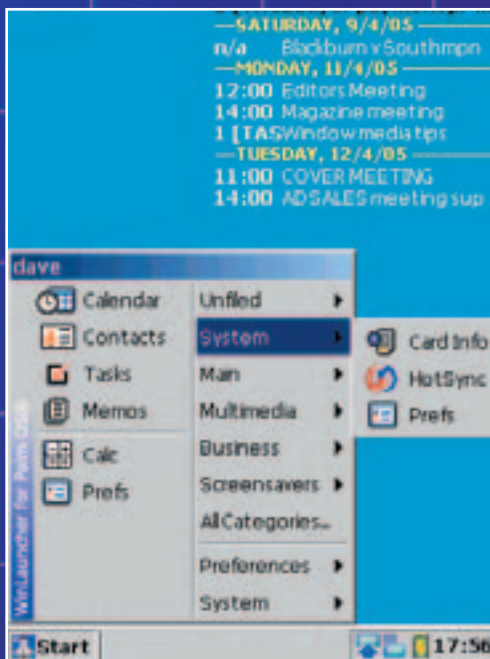 SATURDAY, 9/4/05
n/a Blackburn v Southmpn
MONDAY, 11/4/05
12:00 Editors Meeting
14:00 Magazine meeting
1 [TASWindow media tips
TUESDAY, 12/4/05
11:00 COVER MEETING
14:00 AD SALES meeting sup
dave
Calendar
Contacts
Tasks
Memos
Calc
Prefs
Unfiled
System
Main
Multimedia
Business
Screensavers
All Categories...
Preferences
System
Card Info
HotSync
Prefs
WinLauncher for Palm OS
Start
17:56